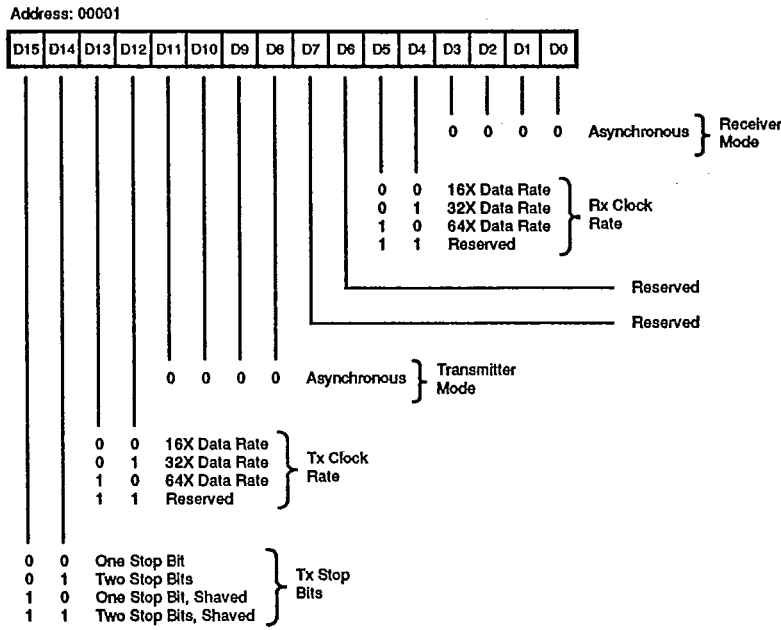 Address: 00001
D15 D14 D13 D12 D11 D10 D9 D8 D7 D6 D5 D4 D3 D2 D1 D0
0 0 0 0 Asynchronous Receiver Mode
0 0 16X Data Rate
0 1 32X Data Rate
1 0 64X Data Rate
1 1 Reserved
Rx Clock Rate
Reserved
Reserved
0 0 0 0 Asynchronous Transmitter Mode
0 0 16X Data Rate
0 1 32X Data Rate
1 0 64X Data Rate
1 1 Reserved
Tx Clock Rate
0 0 One Stop Bit
0 1 Two Stop Bits
1 0 One Stop Bit, Shaved
1 1 Two Stop Bits, Shaved
Tx Stop Bits